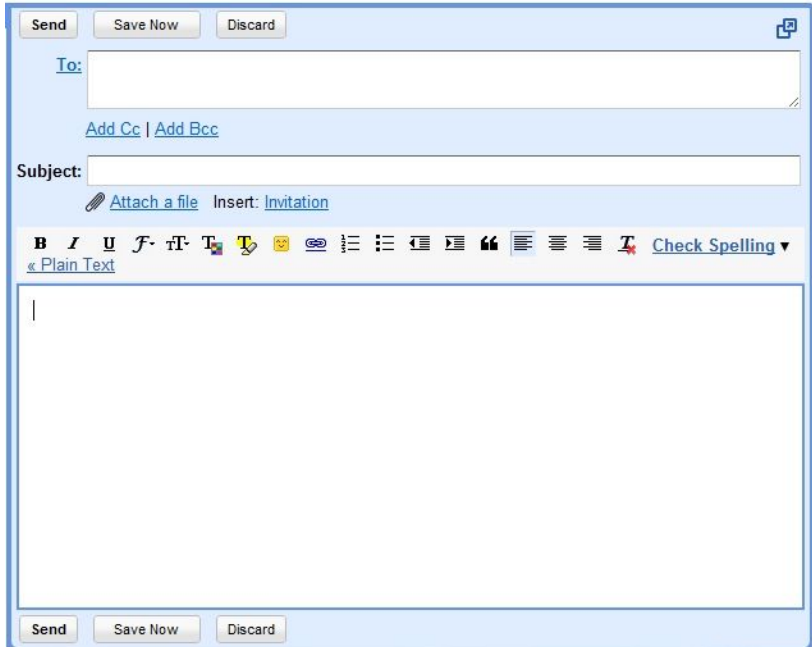 Send Save Now Discard
To:
Add Cc | Add Bcc
Subject:
Attach a file Insert: Invitation
B I U F T T T T Check Spelling
« Plain Text
Send Save Now Discard